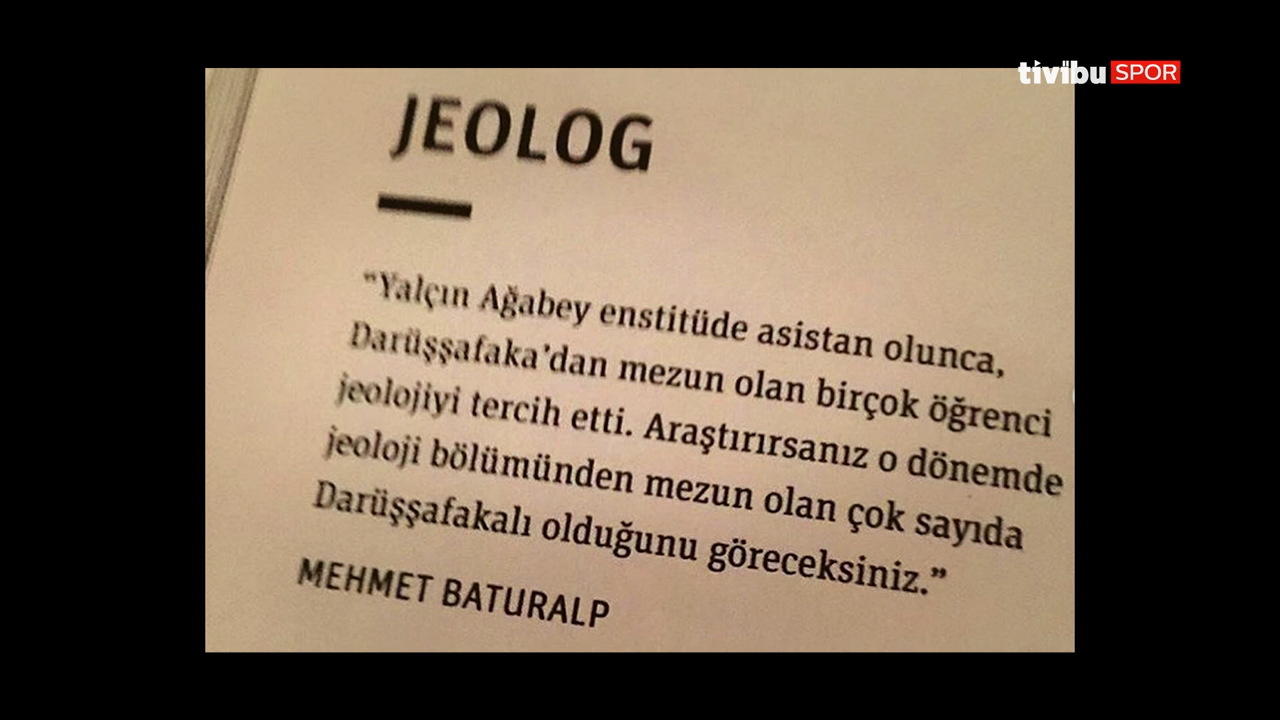 tivibu SPOR
JEOLOG
“Yalçın Ağabey enstitüde asistan olunca,
Darüşşafaka’dan mezun olan birçok öğrenci
jeolojiyi tercih etti. Araştırırsanız o dönemde
jeoloji bölümünden mezun olan çok sayıda
Darüşşafakalı olduğunu göreceksiniz.”
MEHMET BATURALP